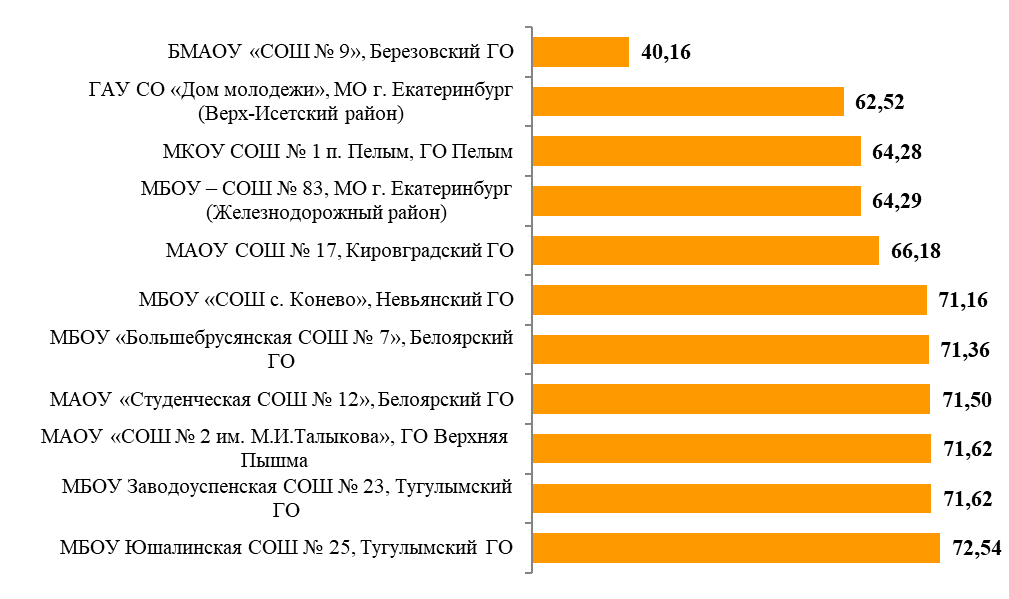 БМАОУ «СОШ № 9», Березовский ГО
40,16
ГАУ СО «Дом молодежи», МО г. Екатеринбург
(Верх-Исетский район)
62,52
МКОУ СОШ № 1 п. Пелым, ГО Пелым
64,28
МБОУ – СОШ № 83, МО г. Екатеринбург
(Железнодорожный район)
64,29
МАОУ СОШ № 17, Кировградский ГО
66,18
МБОУ «СОШ с. Конево», Невьянский ГО
71,16
МБОУ «Большебрусянская СОШ № 7», Белоярский
ГО
71,36
МАОУ «Студенческая СОШ № 12», Белоярский ГО
71,50
МАОУ «СОШ № 2 им. М.И.Талыкова», ГО Верхняя
Пышма
71,62
МБОУ Заводоуспенская СОШ № 23, Тугулымский
ГО
71,62
МБОУ Юшалинская СОШ № 25, Тугулымский ГО
72,54